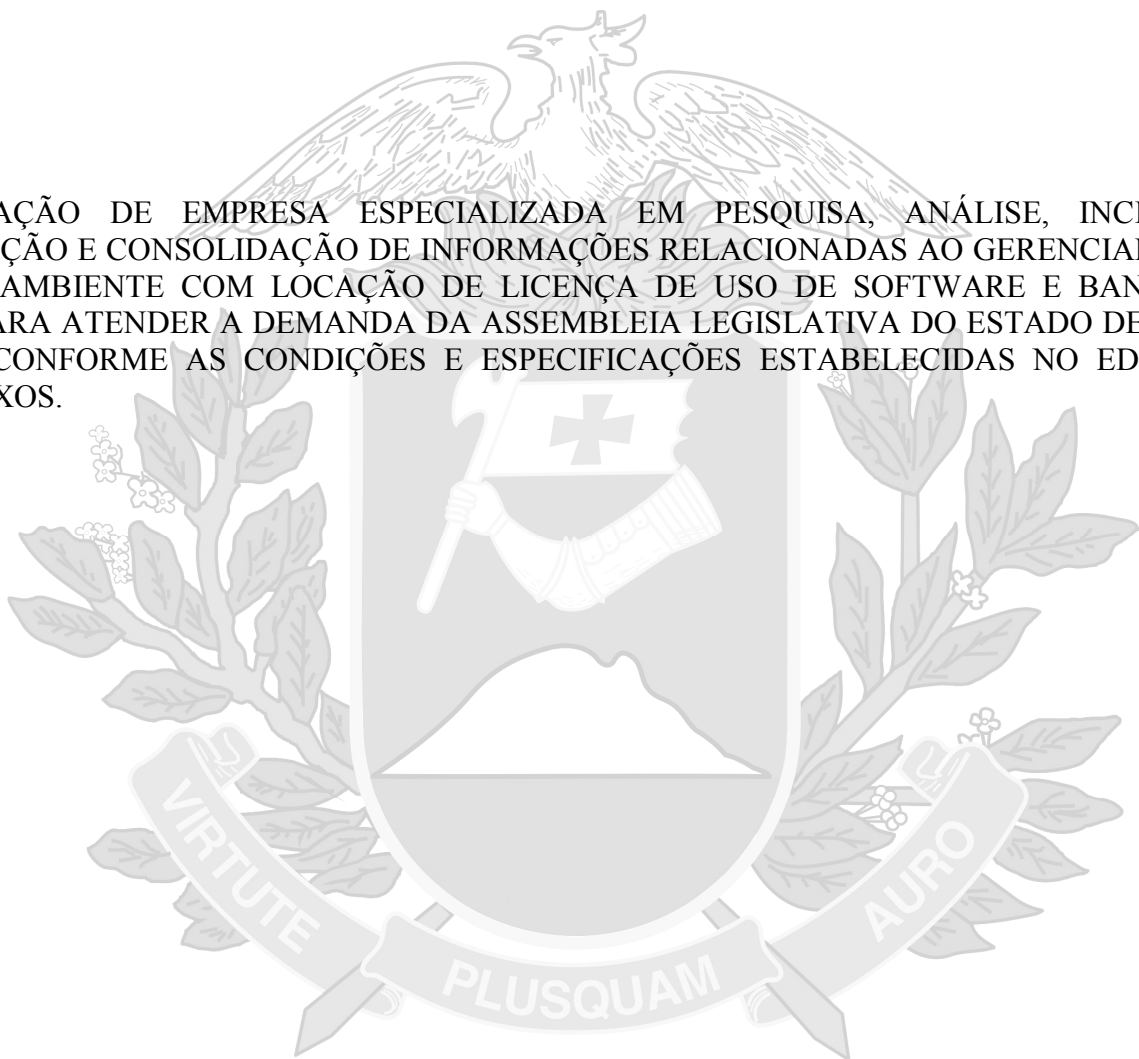 AÇÃO DE EMPRESA ESPECIALIZADA EM PESQUISA, ANÁLISE, INCL
ÇÃO E CONSOLIDAÇÃO DE INFORMAÇÕES RELACIONADAS AO GERENCIA
AMBIENTE COM LOCAÇÃO DE LICENÇA DE USO DE SOFTWARE E BAN
ARA ATENDER A DEMANDA DA ASSEMBLEIA LEGISLATIVA DO ESTADO DE
CONFORME AS CONDIÇÕES E ESPECIFICAÇÕES ESTABELECIDAS NO ED
XOS.
VIRTUTE PLUSQUAM AURO